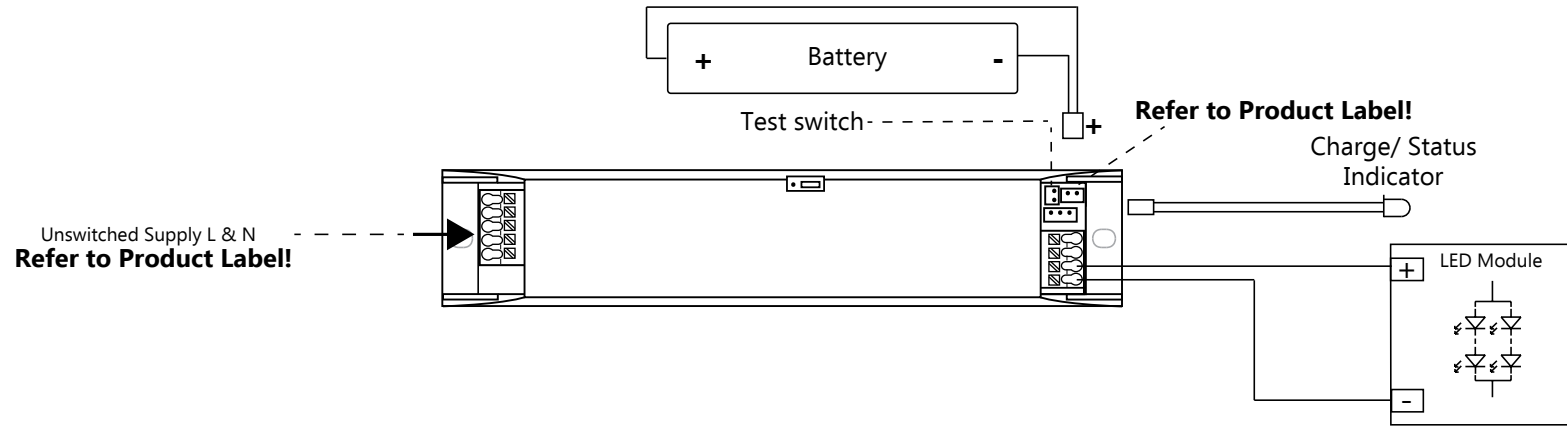 + Battery -
Test switch
+
Refer to Product Label!
Charge/ Status
Indicator
Unswitched Supply L & N
Refer to Product Label!
+ LED Module
-